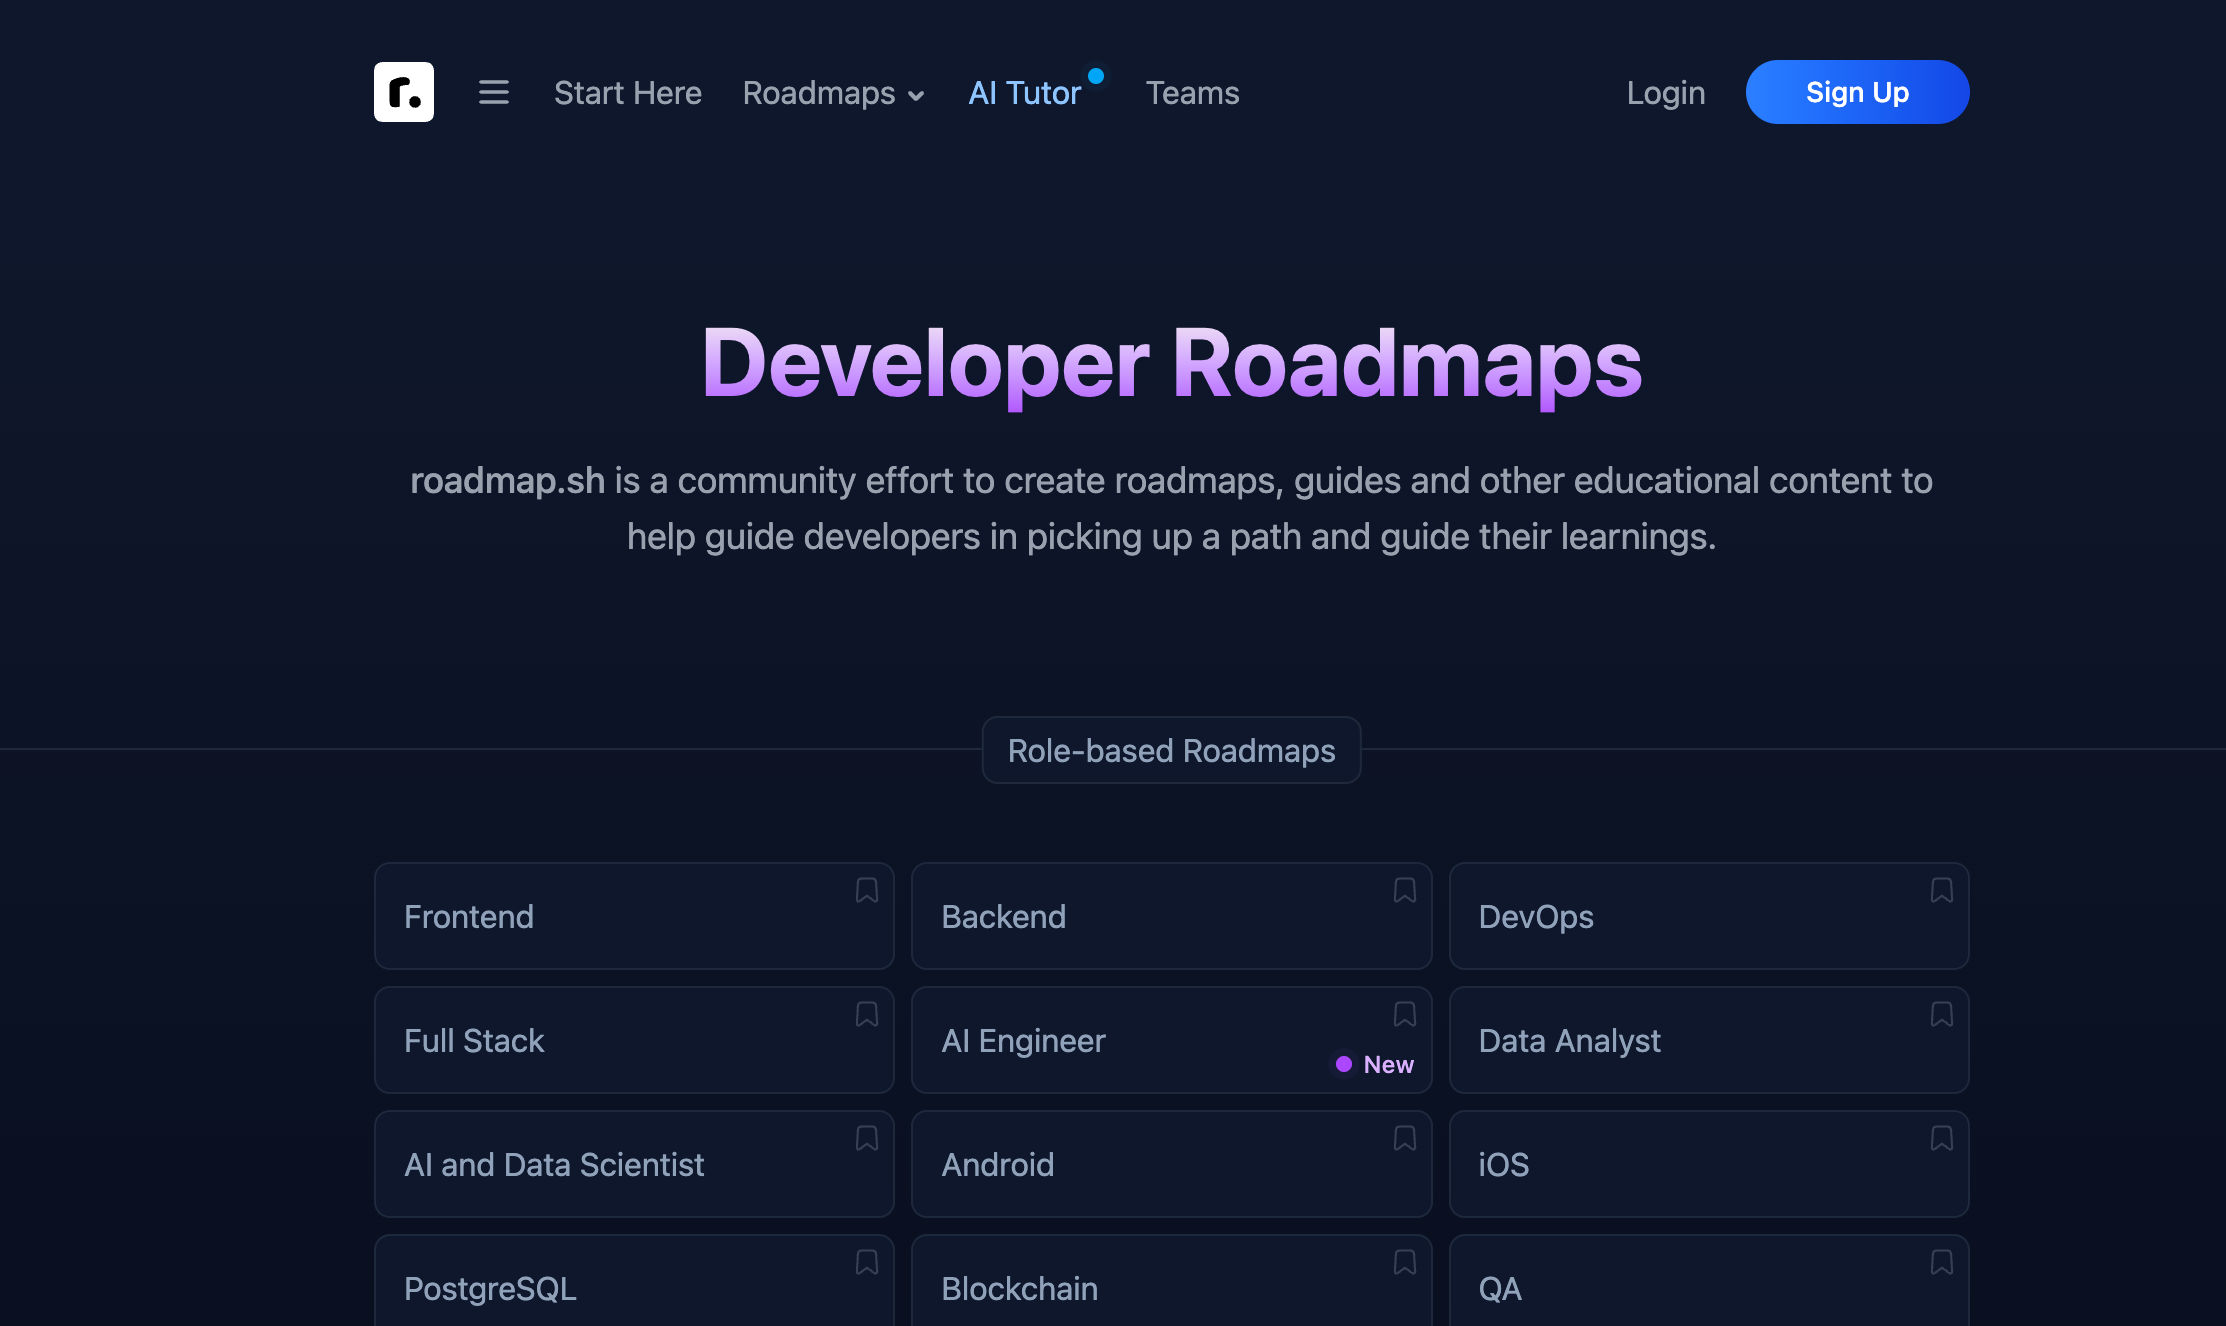 r.
Start Here
Roadmaps
AI Tutor
Teams
Login
Sign Up
Developer Roadmaps
roadmap.sh is a community effort to create roadmaps, guides and other educational content to
help guide developers in picking up a path and guide their learnings.
Role-based Roadmaps
Frontend
Backend
DevOps
Full Stack
AI Engineer
New
Data Analyst
AI and Data Scientist
Android
iOS
PostgreSQL
Blockchain
QA